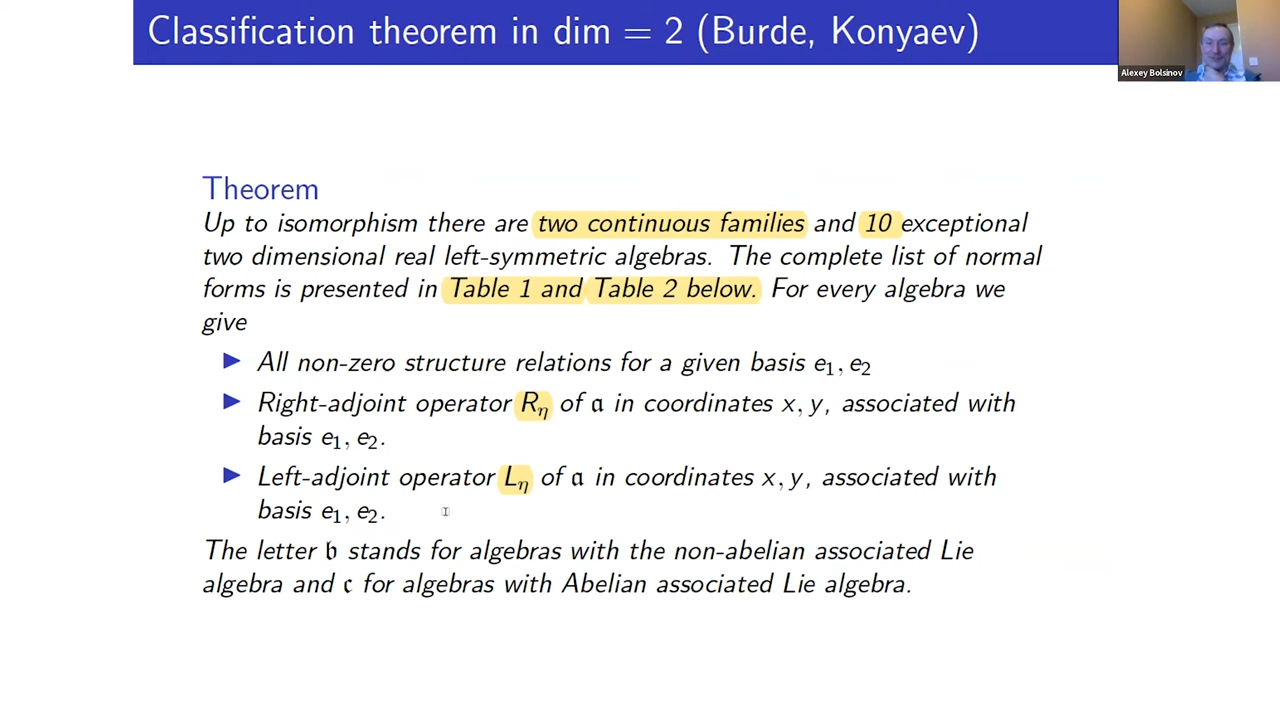 Classification theorem in dim = 2 (Burde, Konyaev)
Alexey Bolsinov
Theorem
Up to isomorphism there are two continuous families and 10 exceptional
two dimensional real left-symmetric algebras. The complete list of normal
forms is presented in Table 1 and Table 2 below. For every algebra we
give
▶ All non-zero structure relations for a given basis e₁, e₂
▶ Right-adjoint operator R_η of 𝔞 in coordinates x, y, associated with
basis e₁, e₂.
▶ Left-adjoint operator L_η of 𝔞 in coordinates x, y, associated with
basis e₁, e₂.
The letter 𝔟 stands for algebras with the non-abelian associated Lie
algebra and 𝔠 for algebras with Abelian associated Lie algebra.